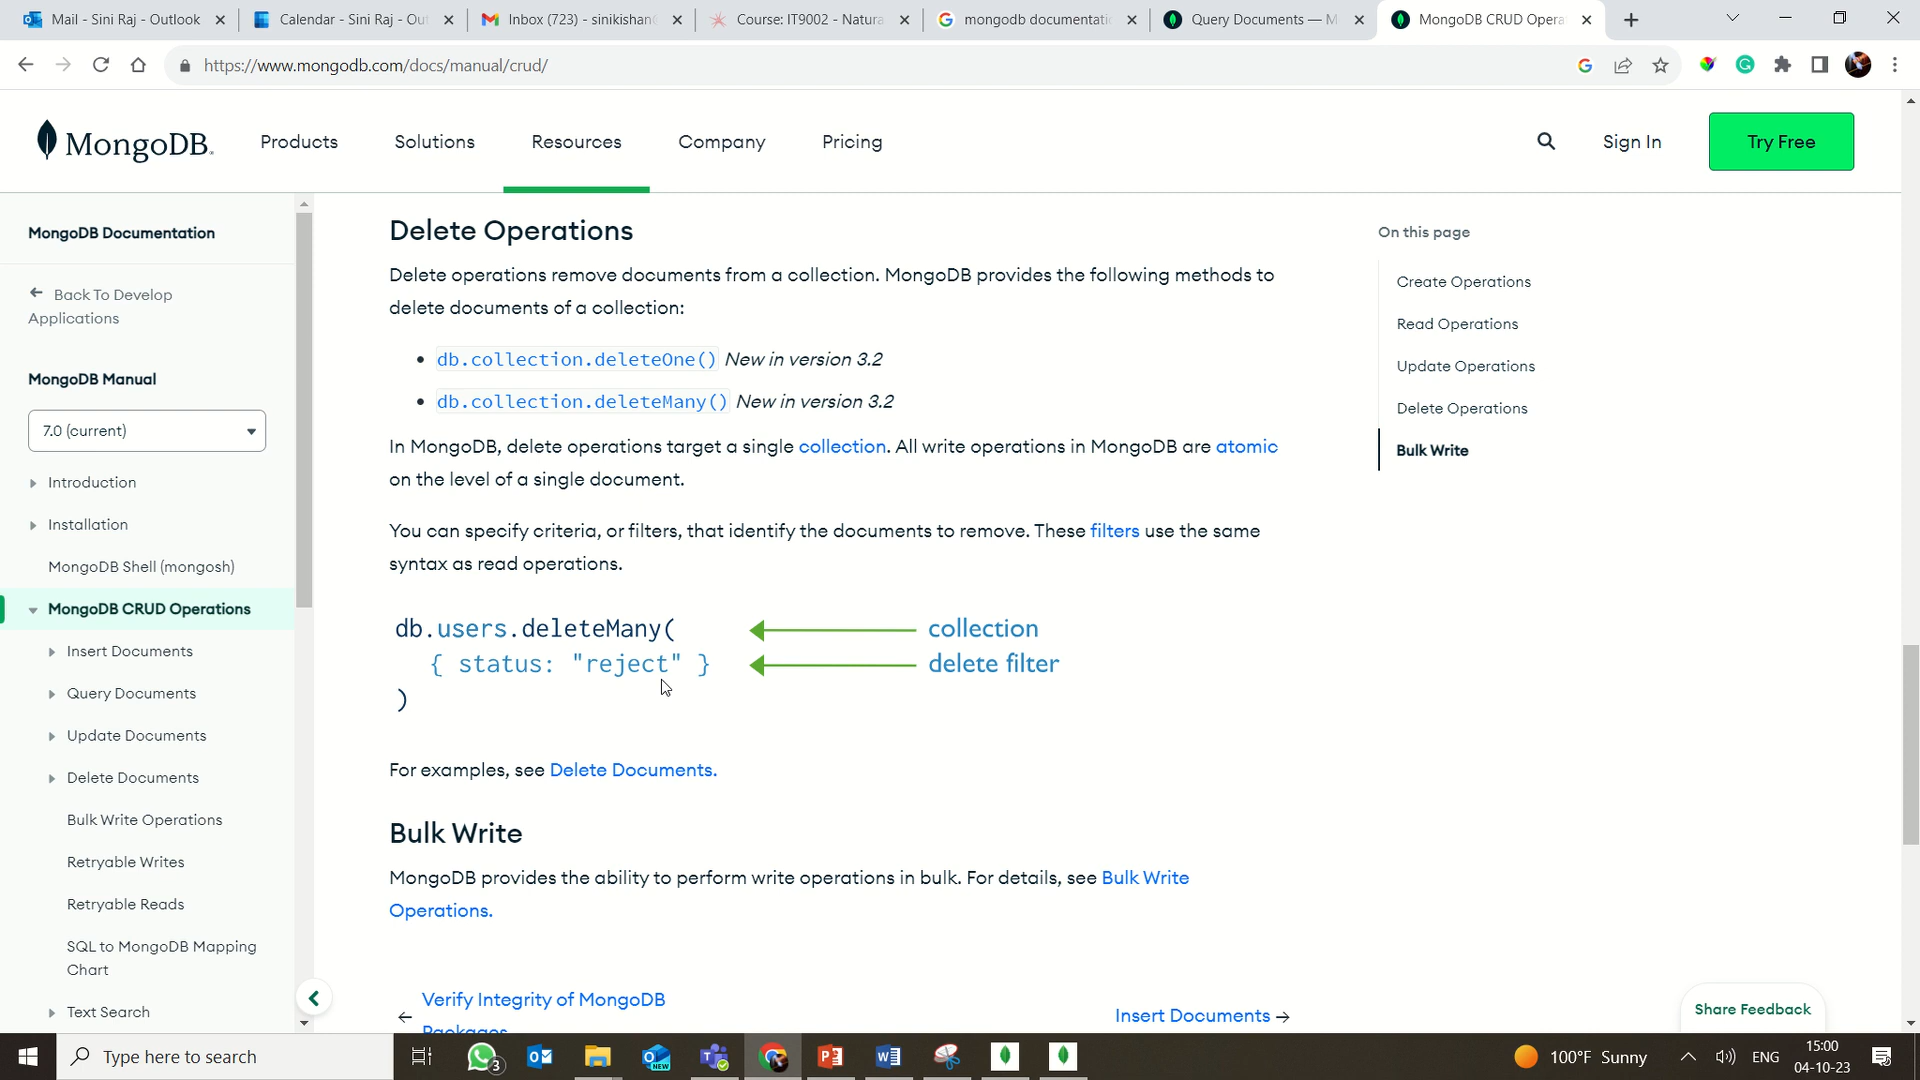 Mail - Sini Raj - Outlook
Calendar - Sini Raj - Ou
Inbox (723) - sinikishan
Course: IT9002 - Natura
mongodb documentati
Query Documents — M
MongoDB CRUD Opera
https://www.mongodb.com/docs/manual/crud/
MongoDB.
Products
Solutions
Resources
Company
Pricing
Sign In
Try Free
MongoDB Documentation
← Back To Develop
Applications
MongoDB Manual
7.0 (current)
Introduction
Installation
MongoDB Shell (mongosh)
MongoDB CRUD Operations
Insert Documents
Query Documents
Update Documents
Delete Documents
Bulk Write Operations
Retryable Writes
Retryable Reads
SQL to MongoDB Mapping
Chart
Text Search
Delete Operations
Delete operations remove documents from a collection. MongoDB provides the following methods to
delete documents of a collection:
• db.collection.deleteOne() New in version 3.2
• db.collection.deleteMany() New in version 3.2
In MongoDB, delete operations target a single collection. All write operations in MongoDB are atomic
on the level of a single document.
You can specify criteria, or filters, that identify the documents to remove. These filters use the same
syntax as read operations.
db.users.deleteMany( collection
{ status: "reject" } delete filter
)
For examples, see Delete Documents.
Bulk Write
MongoDB provides the ability to perform write operations in bulk. For details, see Bulk Write
Operations.
← Verify Integrity of MongoDB
Packages
Insert Documents →
On this page
Create Operations
Read Operations
Update Operations
Delete Operations
Bulk Write
Share Feedback
Type here to search
3
NEW
100°F Sunny
ENG
15:00
04-10-23